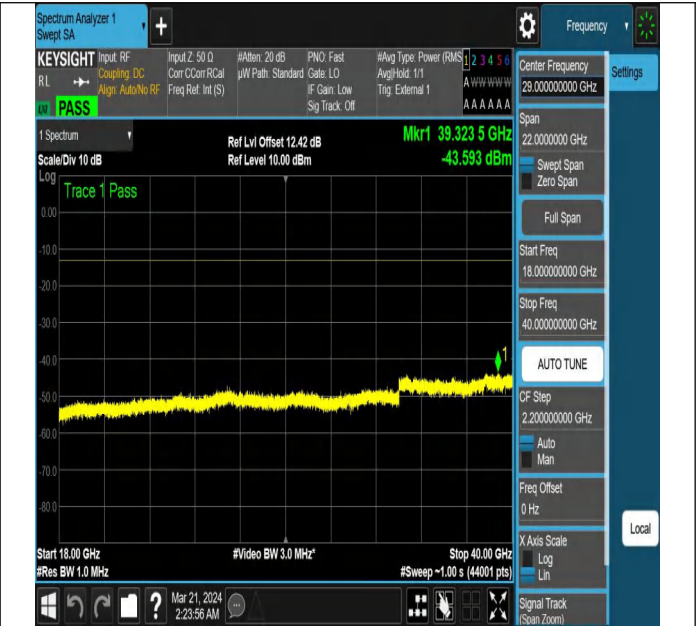 Spectrum Analyzer 1
Swept SA
+
Frequency
KEYSIGHT
RL
PASS
Input: RF
Coupling: DC
Align: Auto/No RF
Input Z: 50 Ω
Corr CCorr RCal
Freq Ref: Int (S)
#Atten: 20 dB
µW Path: Standard
PNO: Fast
Gate: LO
IF Gain: Low
Sig Track: Off
#Avg Type: Power (RMS
Avg|Hold: 1/1
Trig: External 1
1 2 3 4 5 6
A W W W W W
A A A A A A
1 Spectrum
Scale/Div 10 dB
Ref Lvl Offset 12.42 dB
Ref Level 10.00 dBm
Mkr1 39.323 5 GHz
-43.593 dBm
Log
Trace 1 Pass
0.00
-10.0
-20.0
-30.0
-40.0
-50.0
-60.0
-70.0
-80.0
1
Start 18.00 GHz
#Res BW 1.0 MHz
#Video BW 3.0 MHz*
Stop 40.00 GHz
#Sweep ~1.00 s (44001 pts)
Mar 21, 2024
2:23:56 AM
Center Frequency
29.000000000 GHz
Settings
Span
22.0000000 GHz
Swept Span
Zero Span
Full Span
Start Freq
18.000000000 GHz
Stop Freq
40.000000000 GHz
AUTO TUNE
CF Step
2.200000000 GHz
Auto
Man
Freq Offset
0 Hz
X Axis Scale
Log
Lin
Local
Signal Track
(Span Zoom)